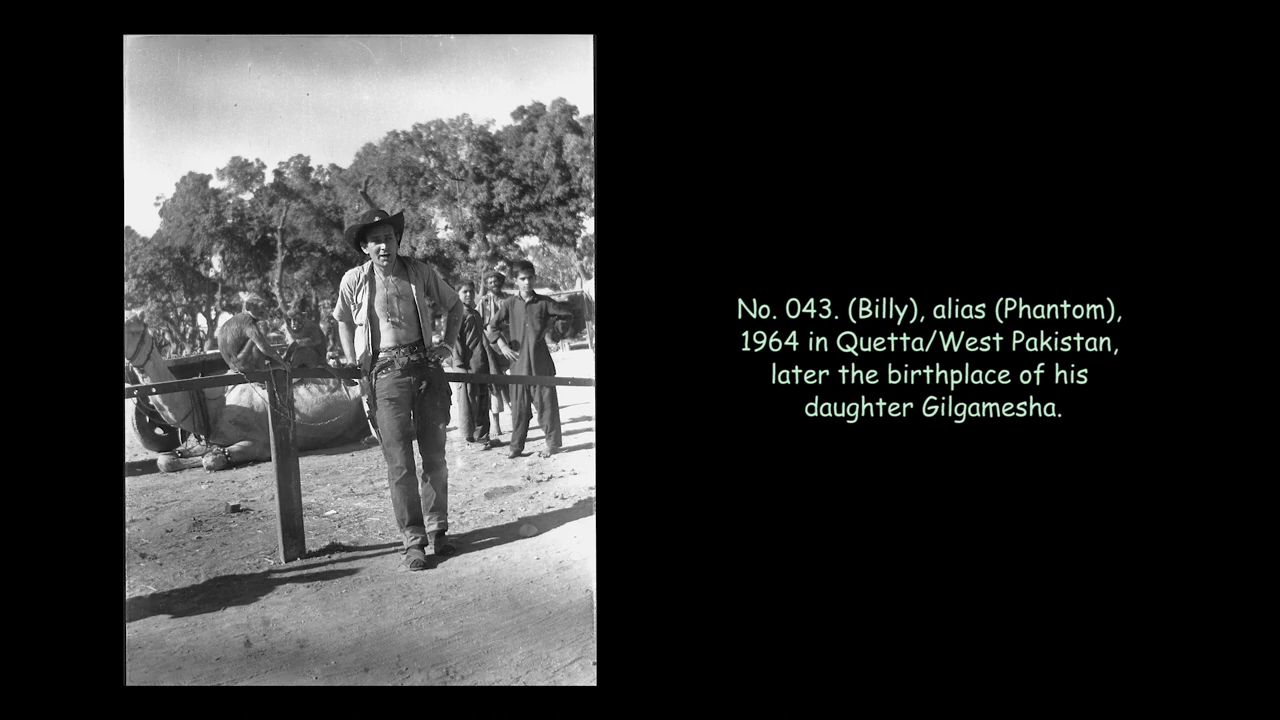 No. 043. (Billy), alias (Phantom),
1964 in Quetta/West Pakistan,
later the birthplace of his
daughter Gilgamesha.